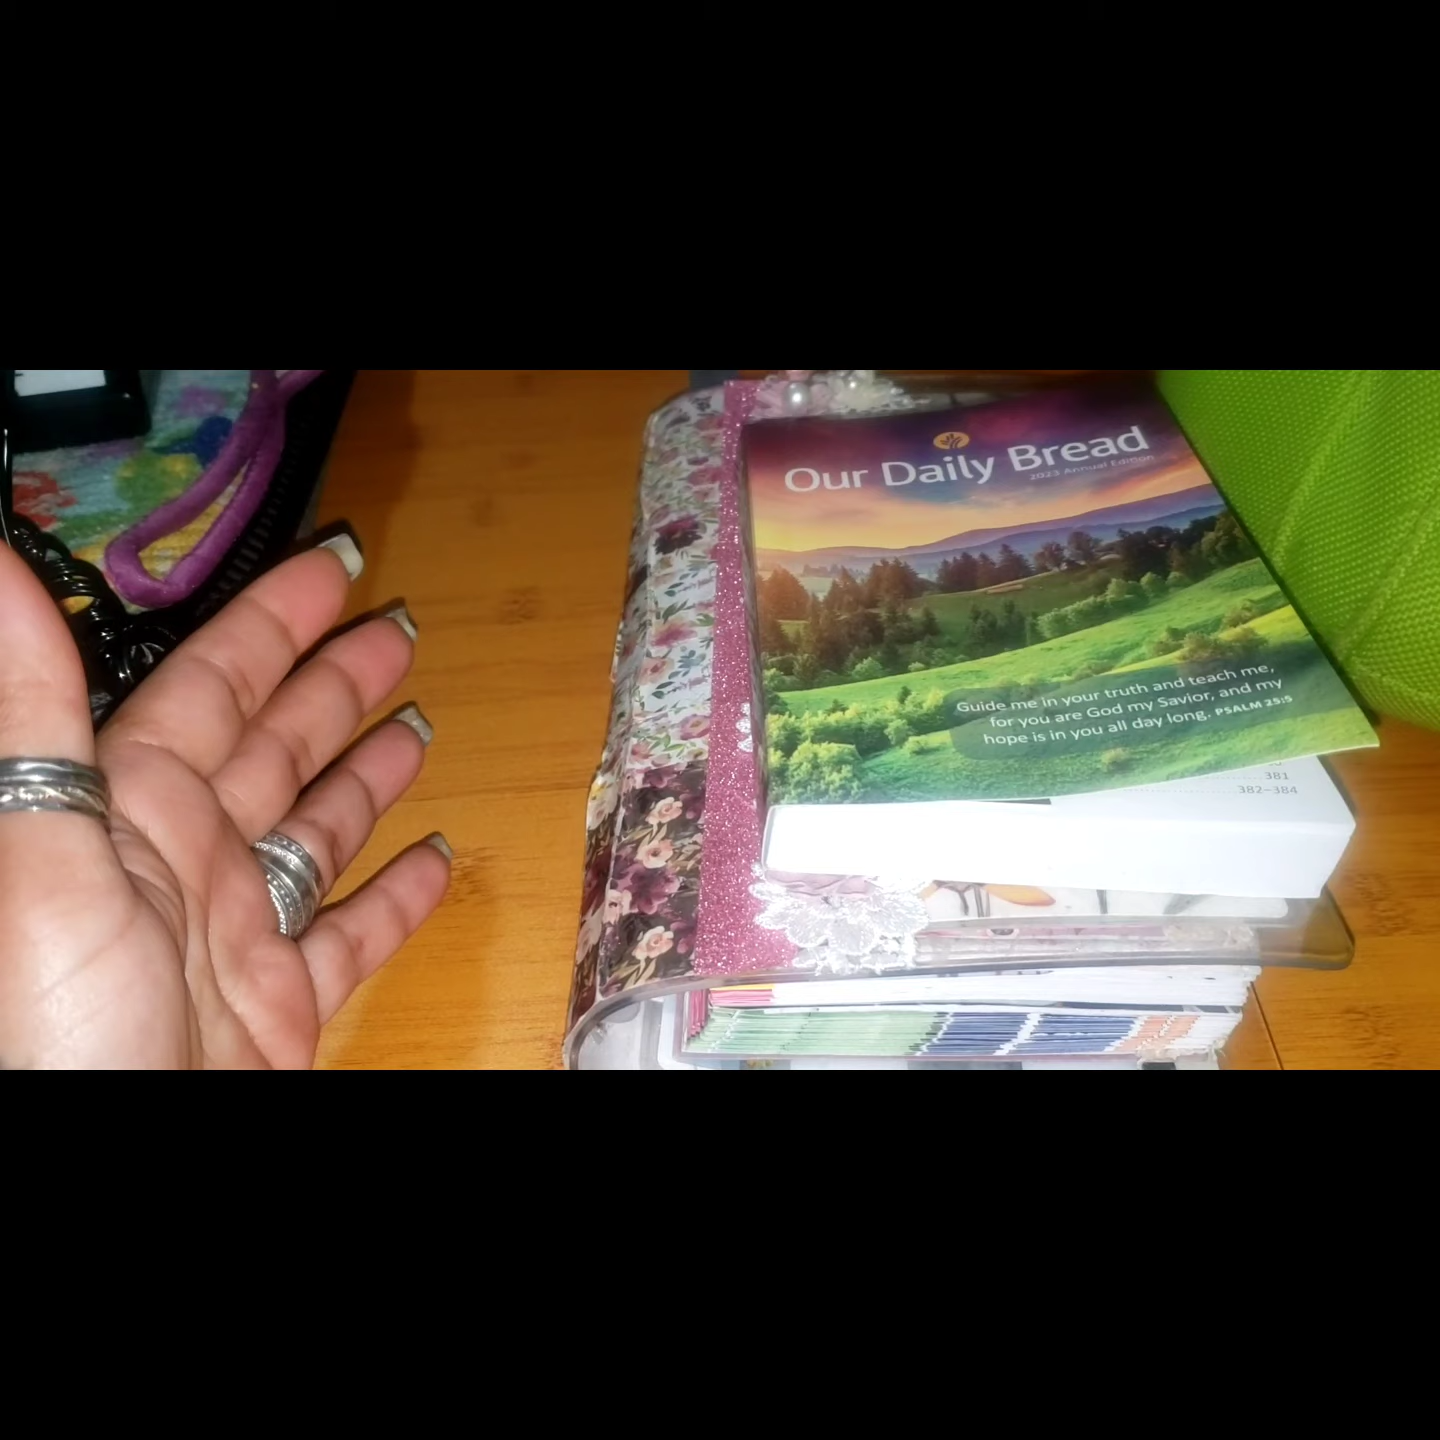 Our Daily Bread
2023 Annual Edition
Guide me in your truth and teach me,
for you are God my Savior, and my
hope is in you all day long. PSALM 25:5
381
382–384